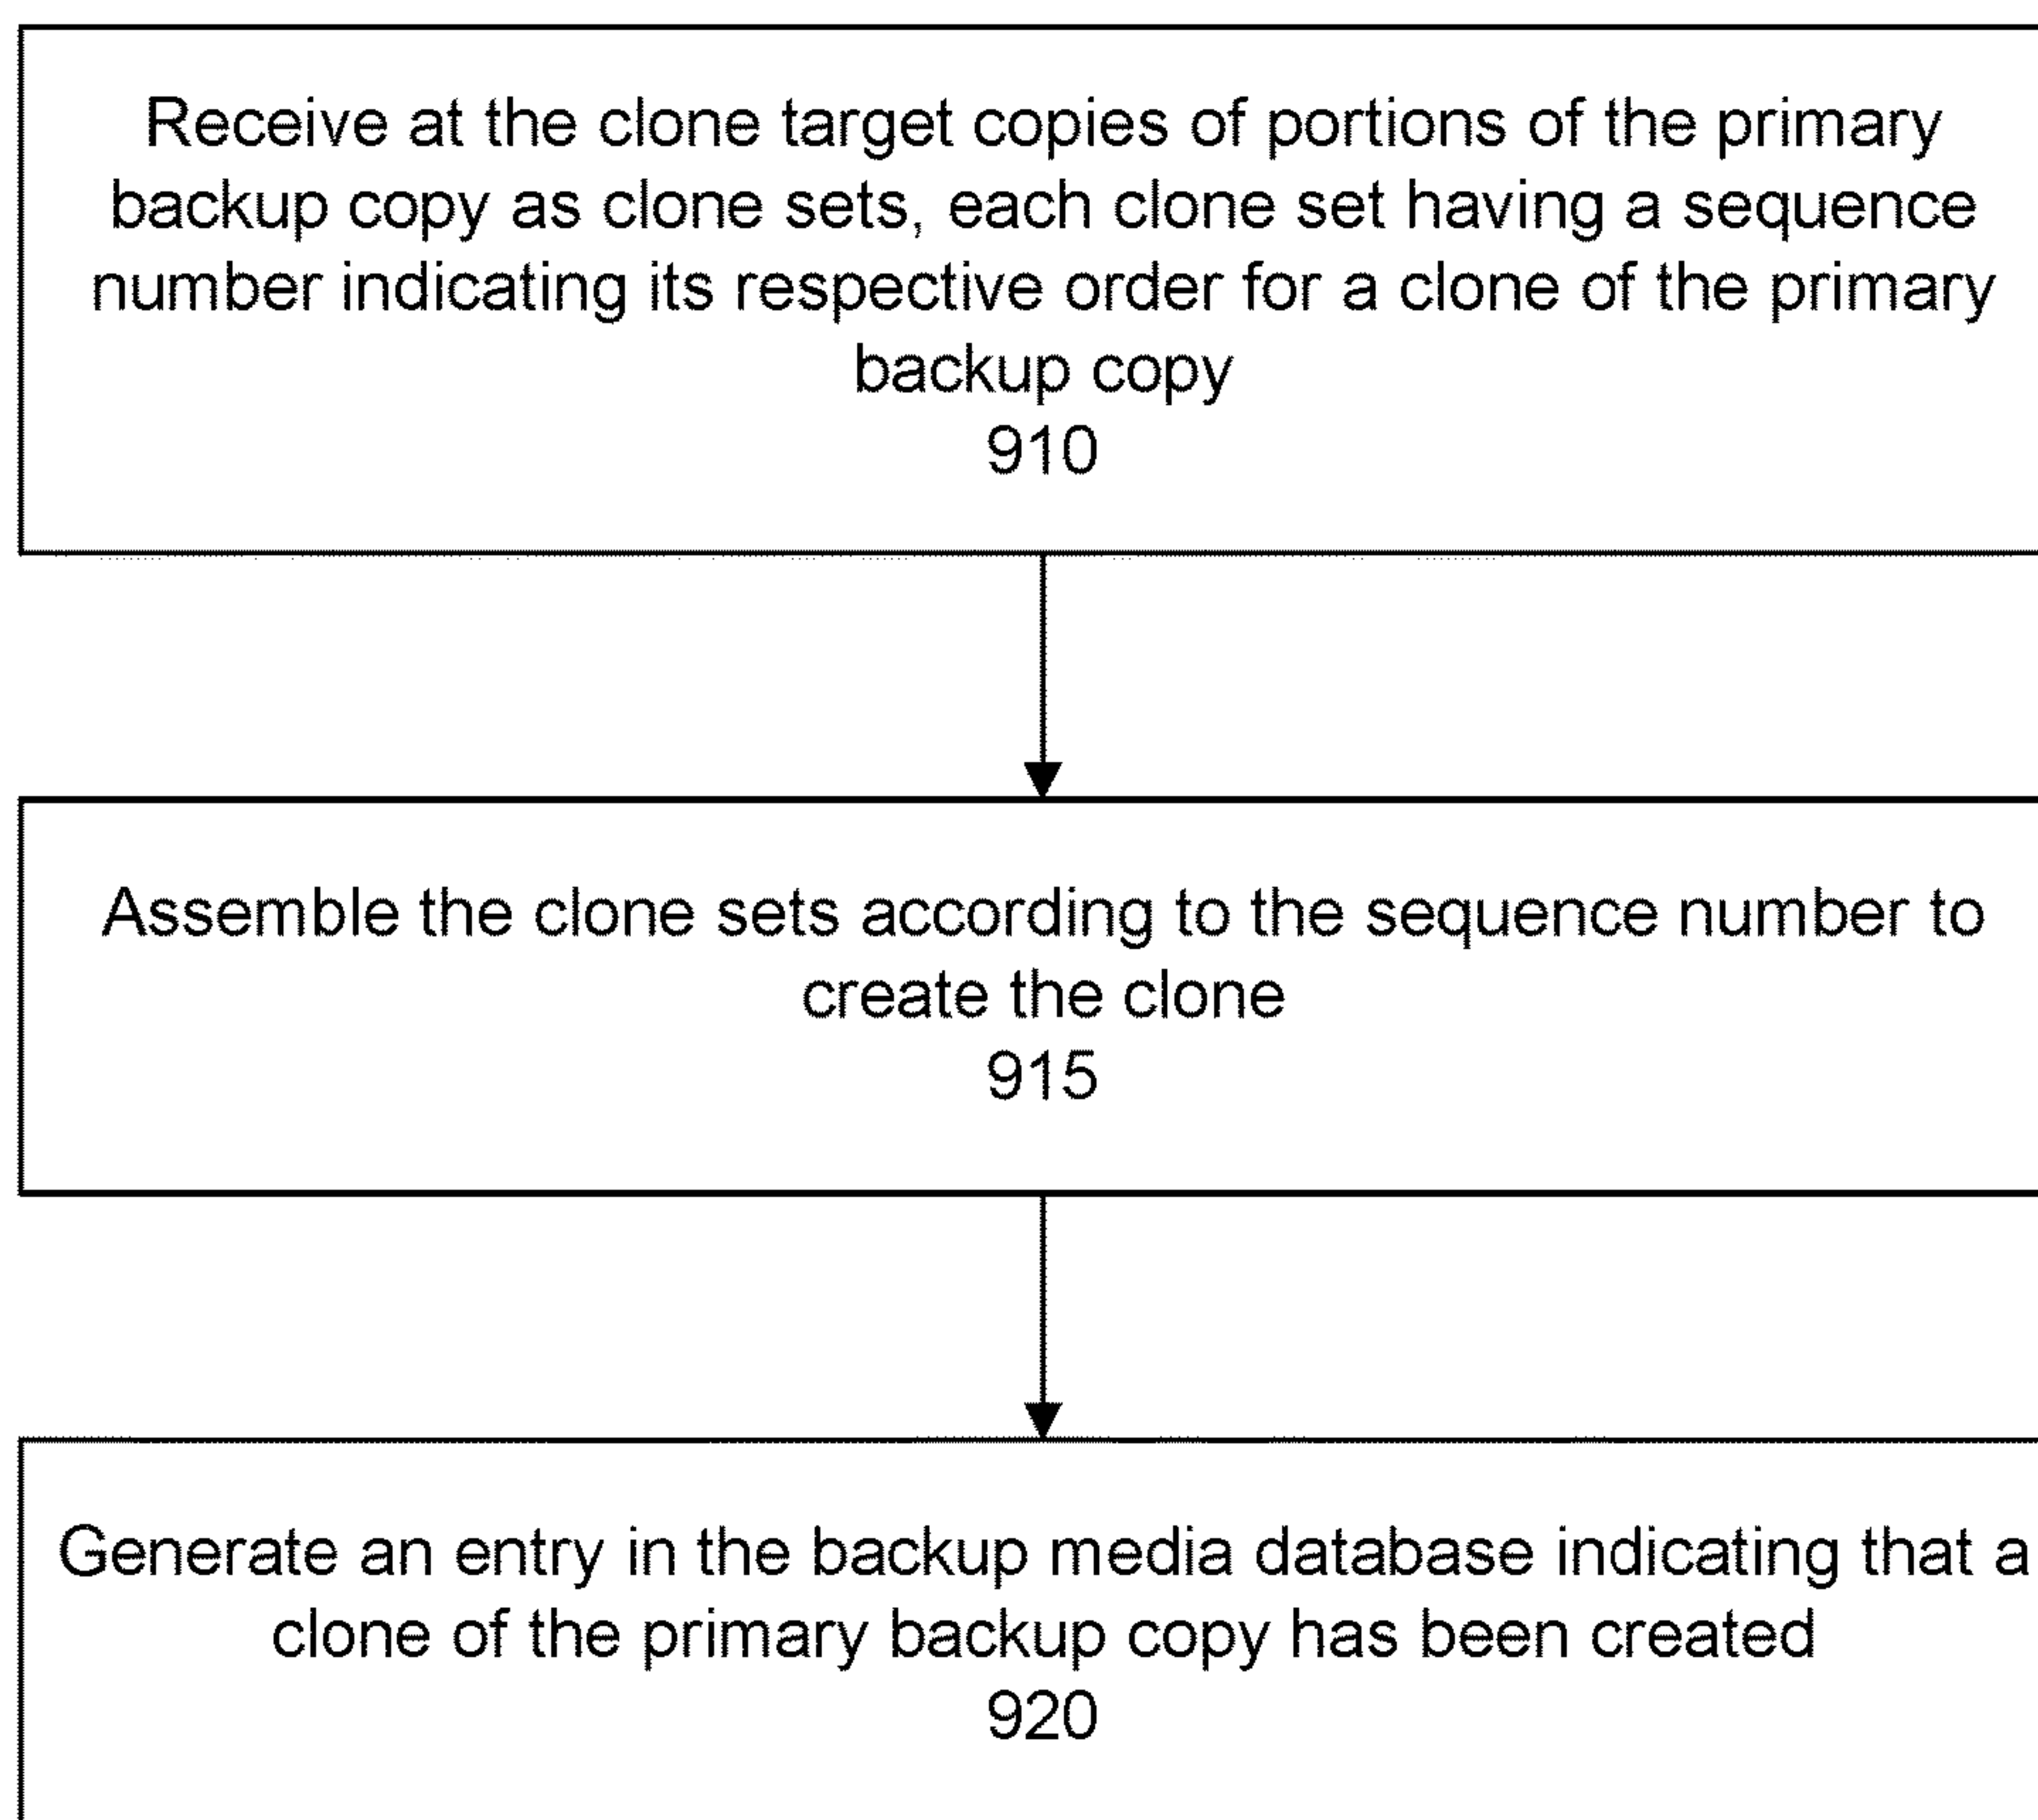 Receive at the clone target copies of portions of the primary
backup copy as clone sets, each clone set having a sequence
number indicating its respective order for a clone of the primary
backup copy
910
Assemble the clone sets according to the sequence number to
create the clone
915
Generate an entry in the backup media database indicating that a
clone of the primary backup copy has been created
920